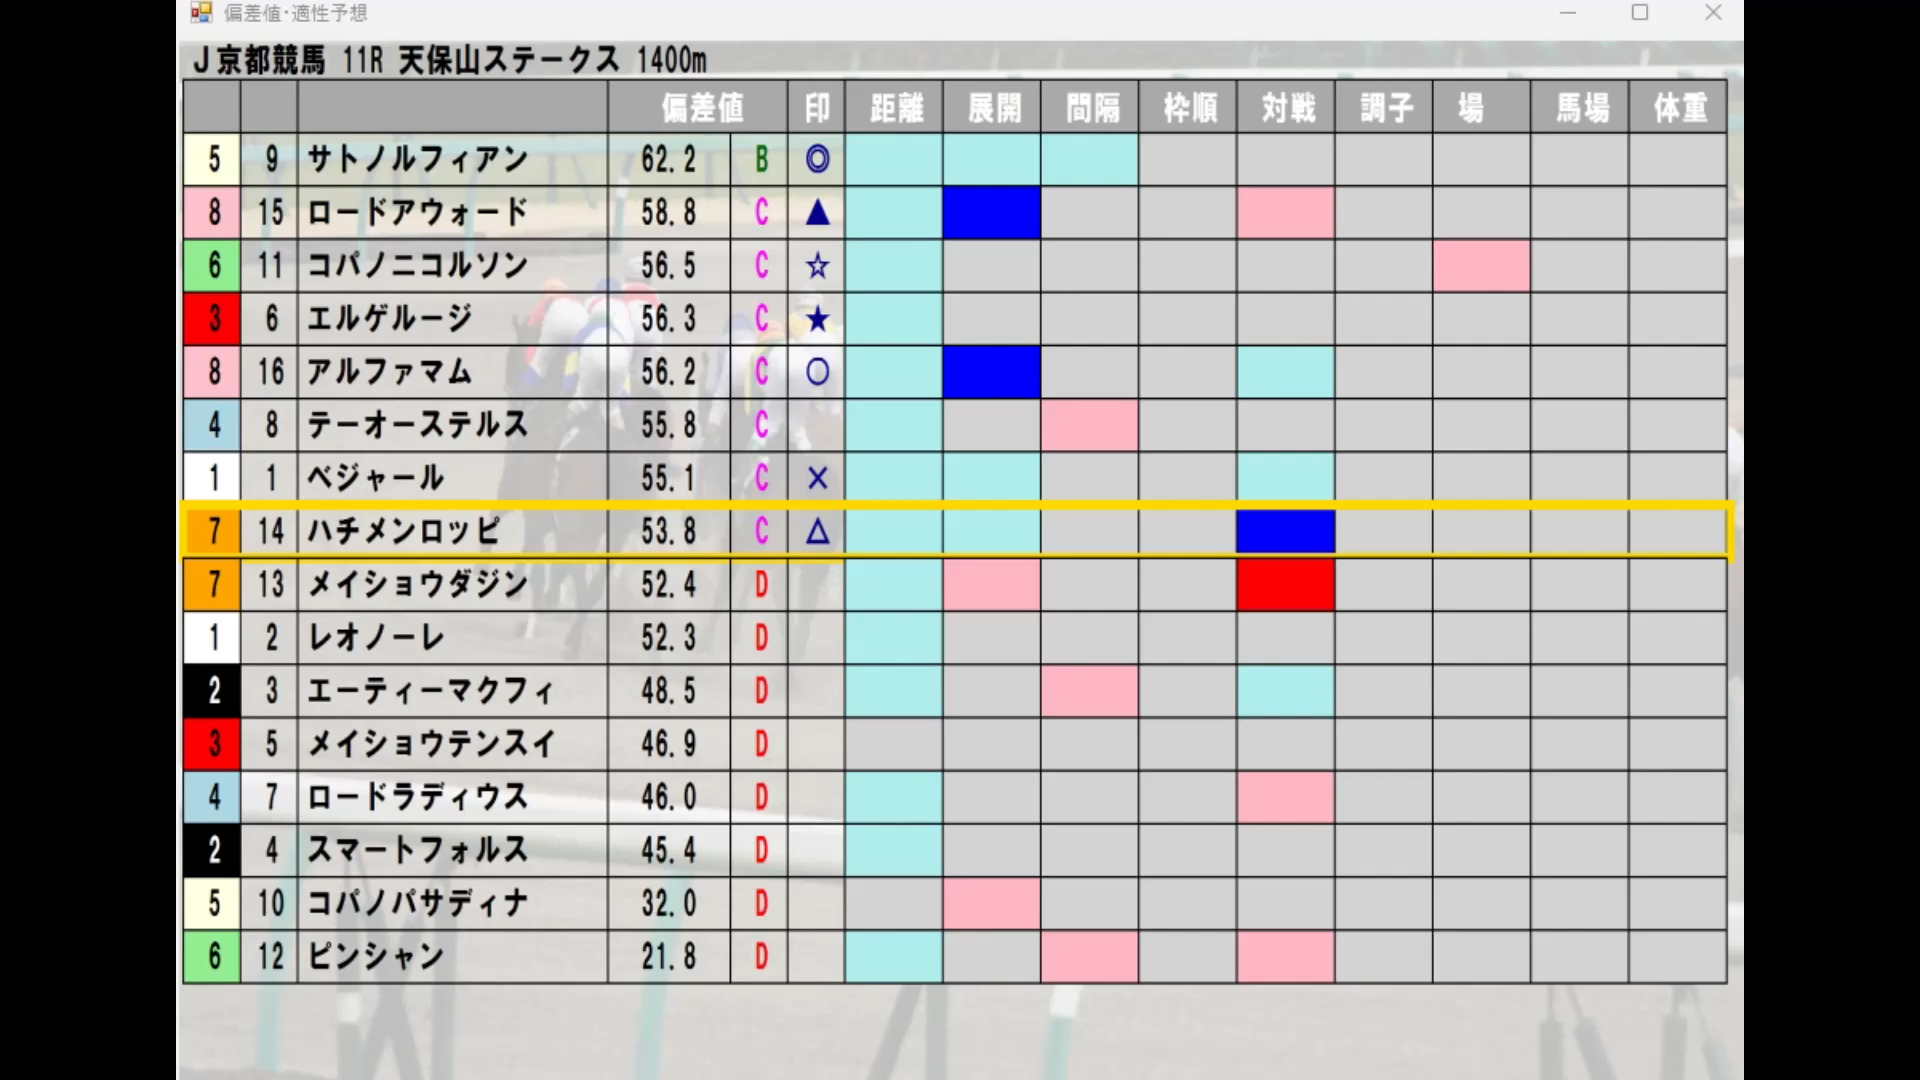 偏差値・適性予想
J 京都競馬 11R 天保山ステークス 1400m
偏差値 印 距離 展開 間隔 枠順 対戦 調子 場 馬場 体重
5 9 サトノルフィアン 62.2 B ◎
8 15 ロードアウォード 58.8 C ▲
6 11 コパノニコルソン 56.5 C ☆
3 6 エルゲルージ 56.3 C ★
8 16 アルファマム 56.2 C ○
4 8 テーオーステルス 55.8 C
1 1 ベジャール 55.1 C ×
7 14 ハチメンロッピ 53.8 C △
7 13 メイショウダジン 52.4 D
1 2 レオノーレ 52.3 D
2 3 エーティーマクフィ 48.5 D
3 5 メイショウテンスイ 46.9 D
4 7 ロードラディウス 46.0 D
2 4 スマートフォルス 45.4 D
5 10 コパノパサディナ 32.0 D
6 12 ピンシャン 21.8 D